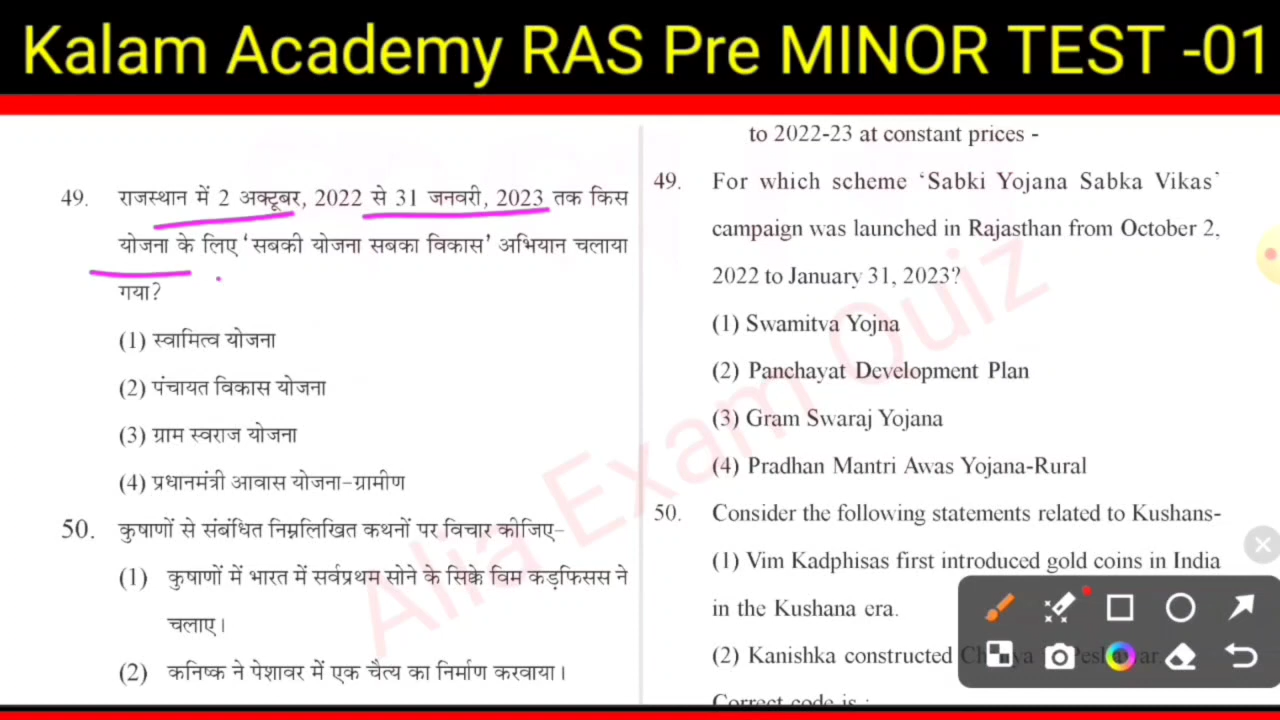 Kalam Academy RAS Pre MINOR TEST -01
49. राजस्थान में 2 अक्टूबर, 2022 से 31 जनवरी, 2023 तक किस
योजना के लिए ‘सबकी योजना सबका विकास’ अभियान चलाया
गया?
(1) स्वामित्व योजना
(2) पंचायत विकास योजना
(3) ग्राम स्वराज योजना
(4) प्रधानमंत्री आवास योजना-ग्रामीण
50. कुषाणों से संबंधित निम्नलिखित कथनों पर विचार कीजिए-
(1) कुषाणों में भारत में सर्वप्रथम सोने के सिक्के विम कड़फिसस ने
चलाए।
(2) कनिष्क ने पेशावर में एक चैत्य का निर्माण करवाया।
to 2022-23 at constant prices -
49. For which scheme ‘Sabki Yojana Sabka Vikas’
campaign was launched in Rajasthan from October 2,
2022 to January 31, 2023?
(1) Swamitva Yojna
(2) Panchayat Development Plan
(3) Gram Swaraj Yojana
(4) Pradhan Mantri Awas Yojana-Rural
50. Consider the following statements related to Kushans-
(1) Vim Kadphisas first introduced gold coins in India
in the Kushana era.
(2) Kanishka constructed
Correct code is :
Alia Exam Quiz